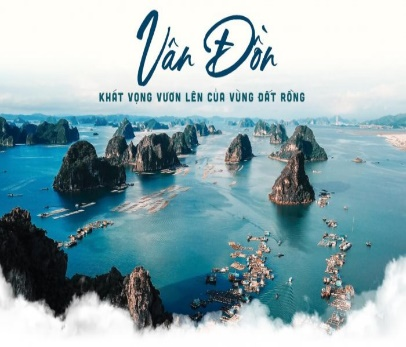 Vân Đồn
KHÁT VỌNG VƯƠN LÊN CỦA VÙNG ĐẤT RỒNG